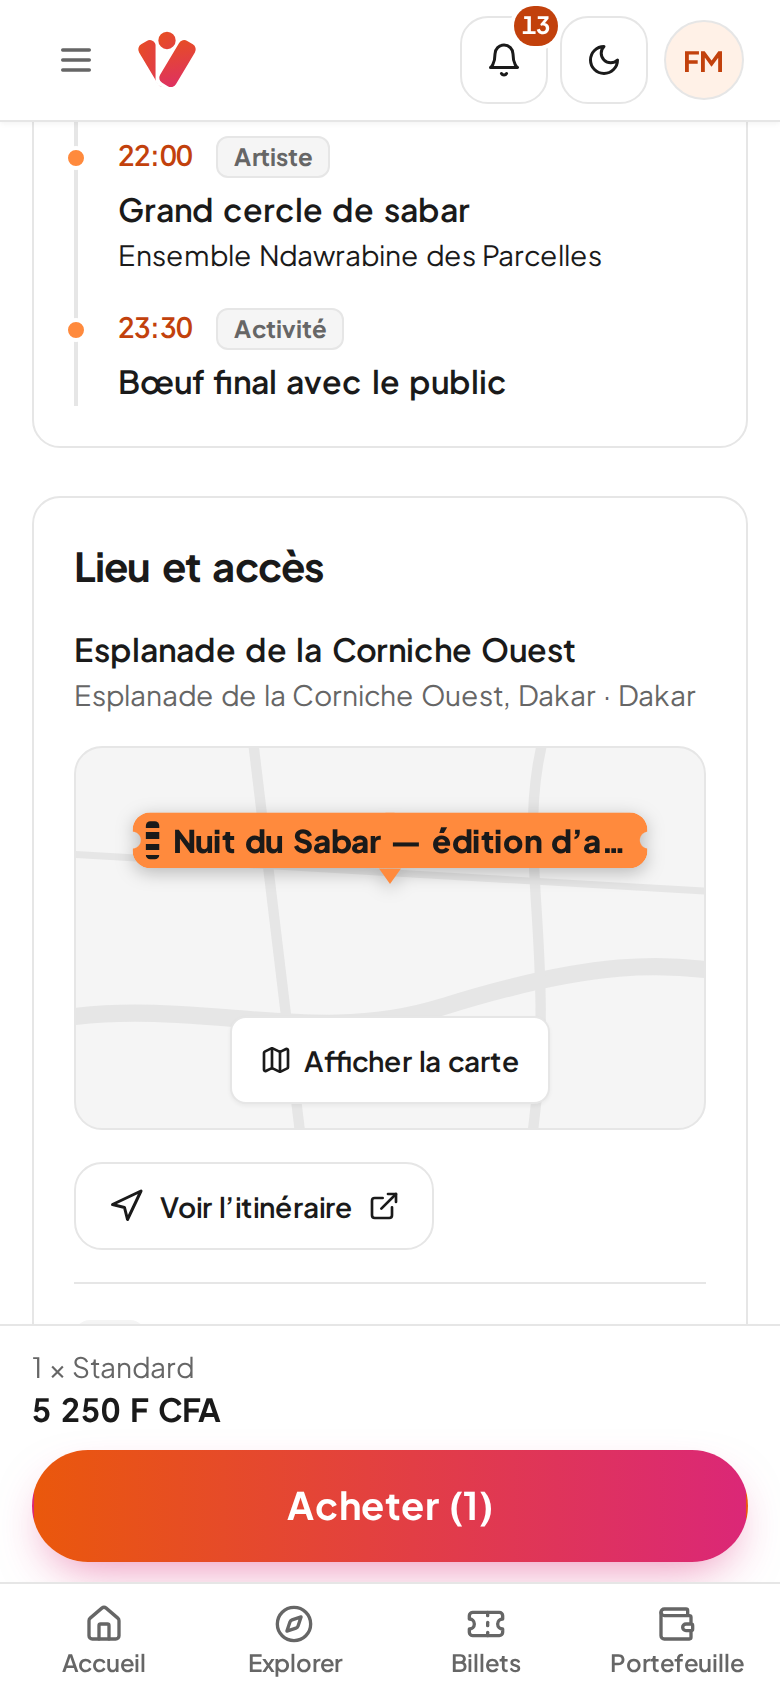 13
FM
22:00 Artiste
Grand cercle de sabar
Ensemble Ndawrabine des Parcelles
23:30 Activité
Bœuf final avec le public
Lieu et accès
Esplanade de la Corniche Ouest
Esplanade de la Corniche Ouest, Dakar · Dakar
Nuit du Sabar — édition d’a…
Afficher la carte
Voir l’itinéraire
1 × Standard
5 250 F CFA
Acheter (1)
Accueil Explorer Billets Portefeuille